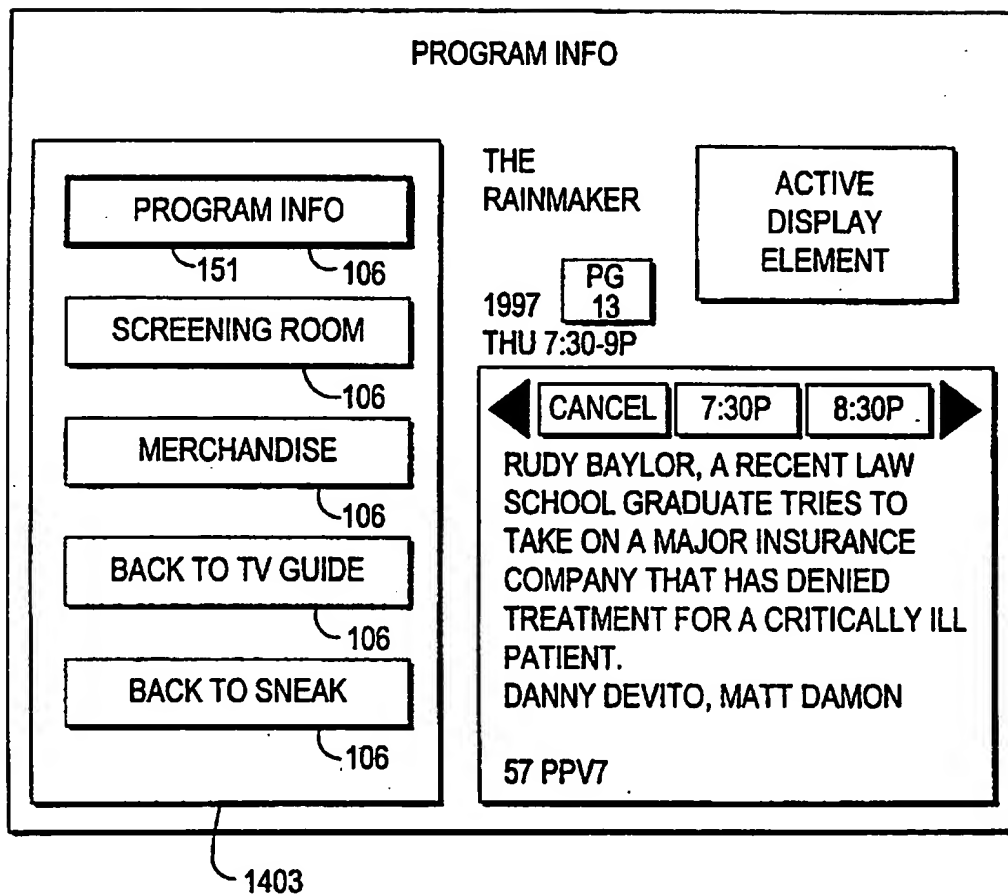 PROGRAM INFO
PROGRAM INFO
151
106
SCREENING ROOM
106
MERCHANDISE
106
BACK TO TV GUIDE
106
BACK TO SNEAK
106
1403
THE
RAINMAKER
ACTIVE
DISPLAY
ELEMENT
1997
PG
13
THU 7:30-9P
CANCEL 7:30P 8:30P
RUDY BAYLOR, A RECENT LAW
SCHOOL GRADUATE TRIES TO
TAKE ON A MAJOR INSURANCE
COMPANY THAT HAS DENIED
TREATMENT FOR A CRITICALLY ILL
PATIENT.
DANNY DEVITO, MATT DAMON
57 PPV7